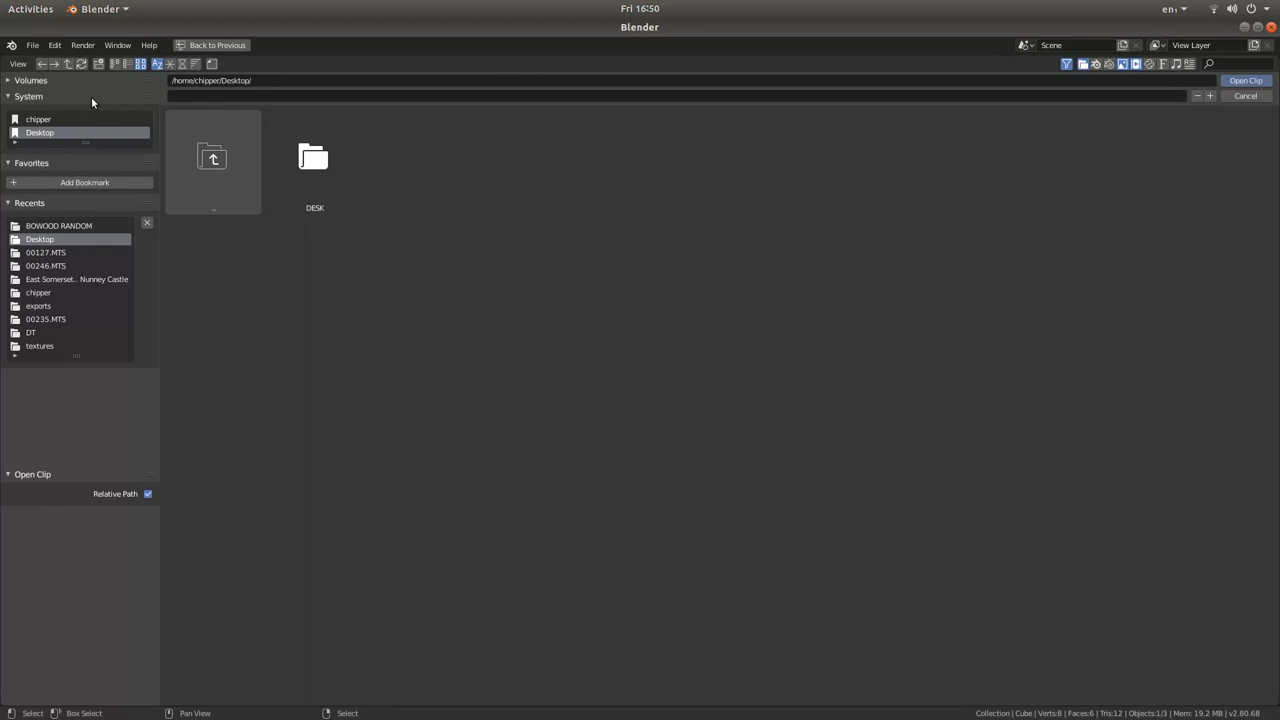 Activities Blender Fri 16:50 en₁
Blender
File Edit Render Window Help Back to Previous Scene View Layer
View
Volumes /home/chipper/Desktop/ Open Clip
System Cancel
chipper
Desktop
Favorites
Add Bookmark
Recents
DESK
..
BOWOOD RANDOM
Desktop
00127.MTS
00246.MTS
East Somerset.. Nunney Castle
chipper
exports
00235.MTS
DT
textures
Open Clip
Relative Path
Select Box Select Pan View Select Collection | Cube | Verts:8 | Faces:6 | Tris:12 | Objects:1/3 | Mem: 19.2 MB | v2.80.68